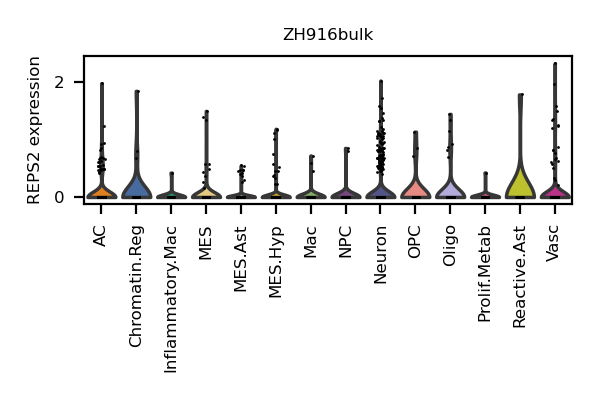 ZH916bulk
REPS2 expression
2
0
AC
Chromatin.Reg
Inflammatory.Mac
MES
MES.Ast
MES.Hyp
Mac
NPC
Neuron
OPC
Oligo
Prolif.Metab
Reactive.Ast
Vasc